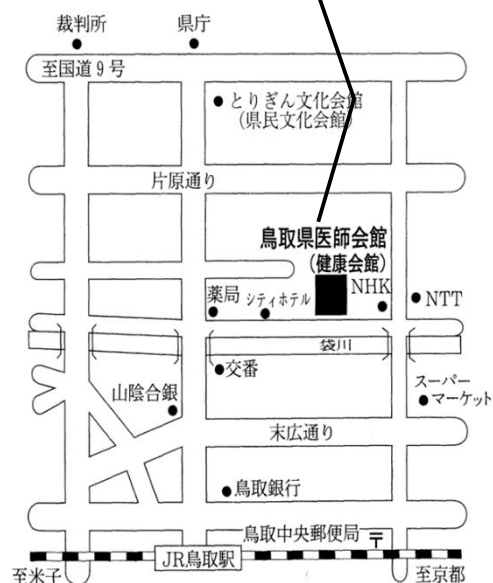 裁判所
県庁
至国道9号
とりぎん文化会館
(県民文化会館)
片原通り
鳥取県医師会館
(健康会館)
薬局
シティホテル
NHK
NTT
袋川
交番
山陰合銀
スーパー
マーケット
末広通り
鳥取銀行
鳥取中央郵便局 〒
JR鳥取駅
至米子
至京都